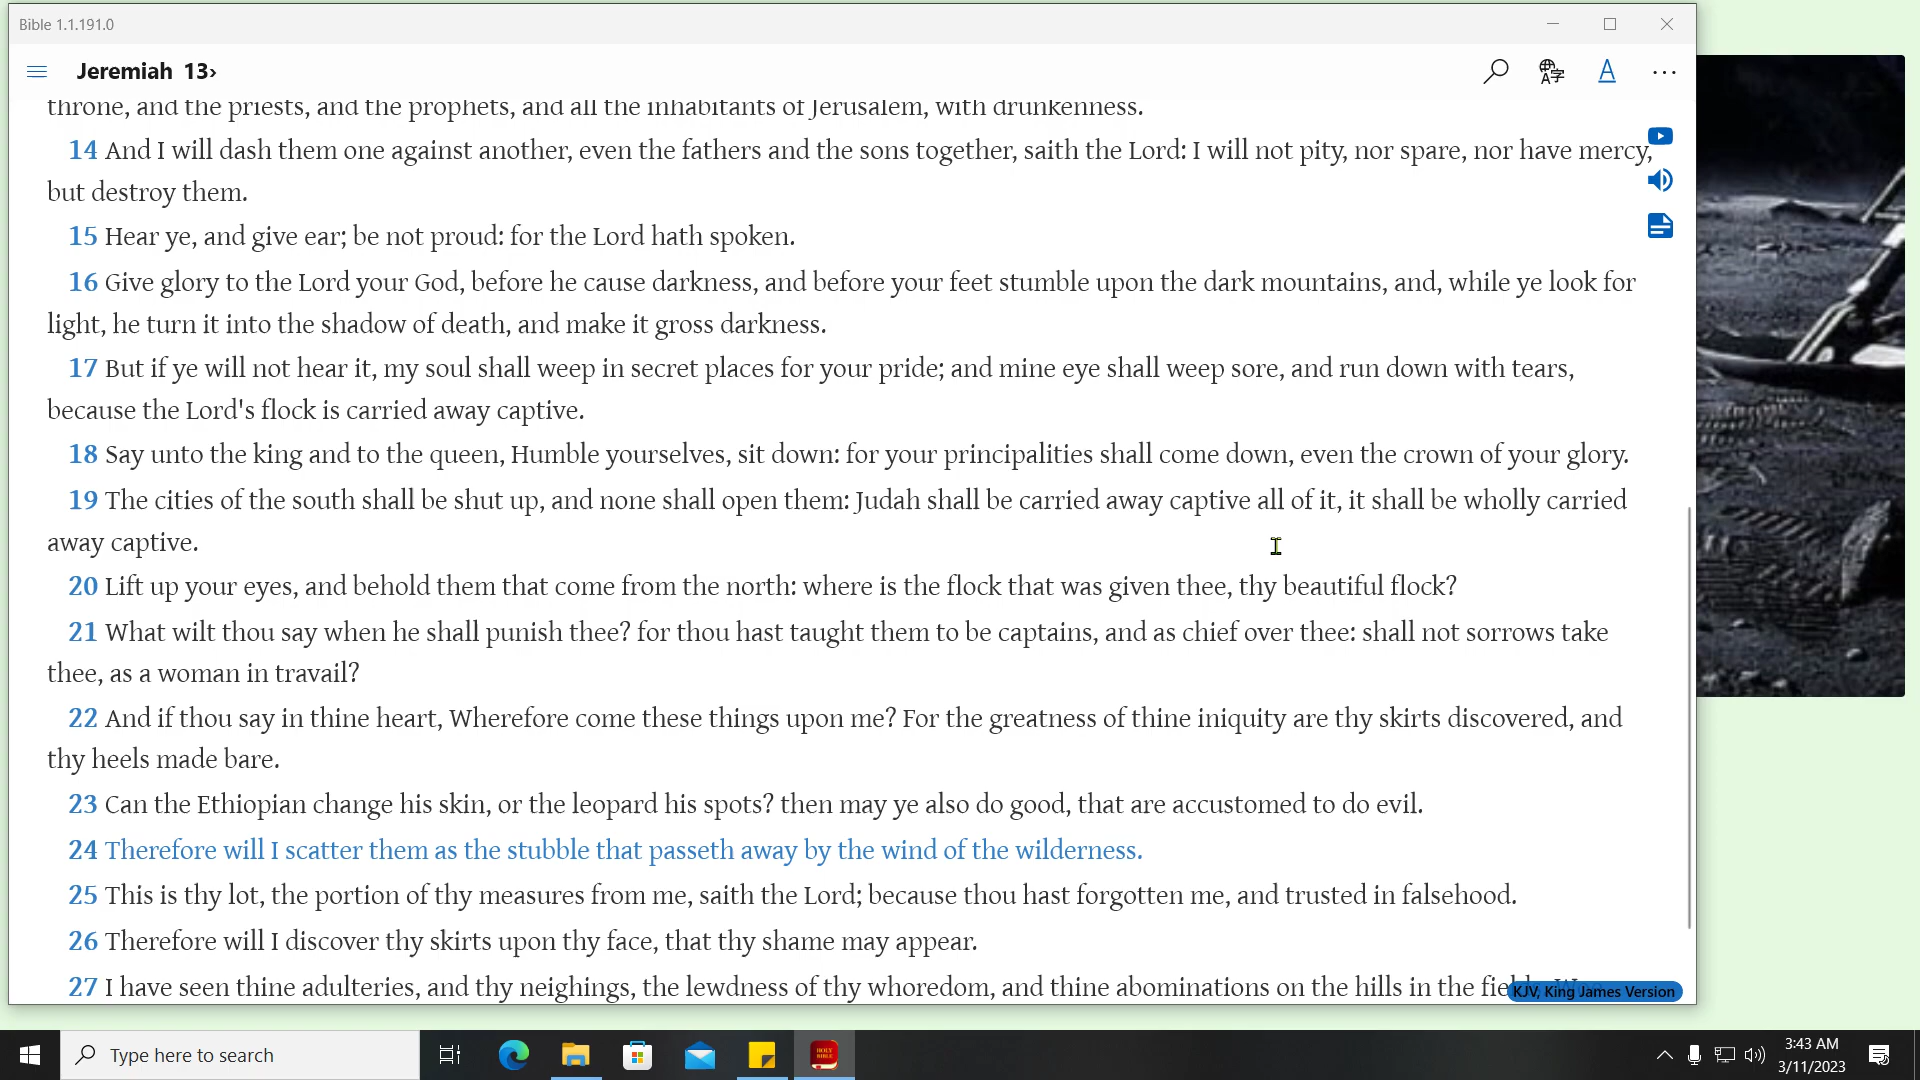 Bible 1.1.191.0
Jeremiah 13›
throne, and the priests, and the prophets, and all the inhabitants of Jerusalem, with drunkenness.
14 And I will dash them one against another, even the fathers and the sons together, saith the Lord: I will not pity, nor spare, nor have mercy,
but destroy them.
15 Hear ye, and give ear; be not proud: for the Lord hath spoken.
16 Give glory to the Lord your God, before he cause darkness, and before your feet stumble upon the dark mountains, and, while ye look for
light, he turn it into the shadow of death, and make it gross darkness.
17 But if ye will not hear it, my soul shall weep in secret places for your pride; and mine eye shall weep sore, and run down with tears,
because the Lord's flock is carried away captive.
18 Say unto the king and to the queen, Humble yourselves, sit down: for your principalities shall come down, even the crown of your glory.
19 The cities of the south shall be shut up, and none shall open them: Judah shall be carried away captive all of it, it shall be wholly carried
away captive.
20 Lift up your eyes, and behold them that come from the north: where is the flock that was given thee, thy beautiful flock?
21 What wilt thou say when he shall punish thee? for thou hast taught them to be captains, and as chief over thee: shall not sorrows take
thee, as a woman in travail?
22 And if thou say in thine heart, Wherefore come these things upon me? For the greatness of thine iniquity are thy skirts discovered, and
thy heels made bare.
23 Can the Ethiopian change his skin, or the leopard his spots? then may ye also do good, that are accustomed to do evil.
24 Therefore will I scatter them as the stubble that passeth away by the wind of the wilderness.
25 This is thy lot, the portion of thy measures from me, saith the Lord; because thou hast forgotten me, and trusted in falsehood.
26 Therefore will I discover thy skirts upon thy face, that thy shame may appear.
27 I have seen thine adulteries, and thy neighings, the lewdness of thy whoredom, and thine abominations on the hills in the
KJV, King James Version
Type here to search
HOLY BIBLE
3:43 AM
3/11/2023